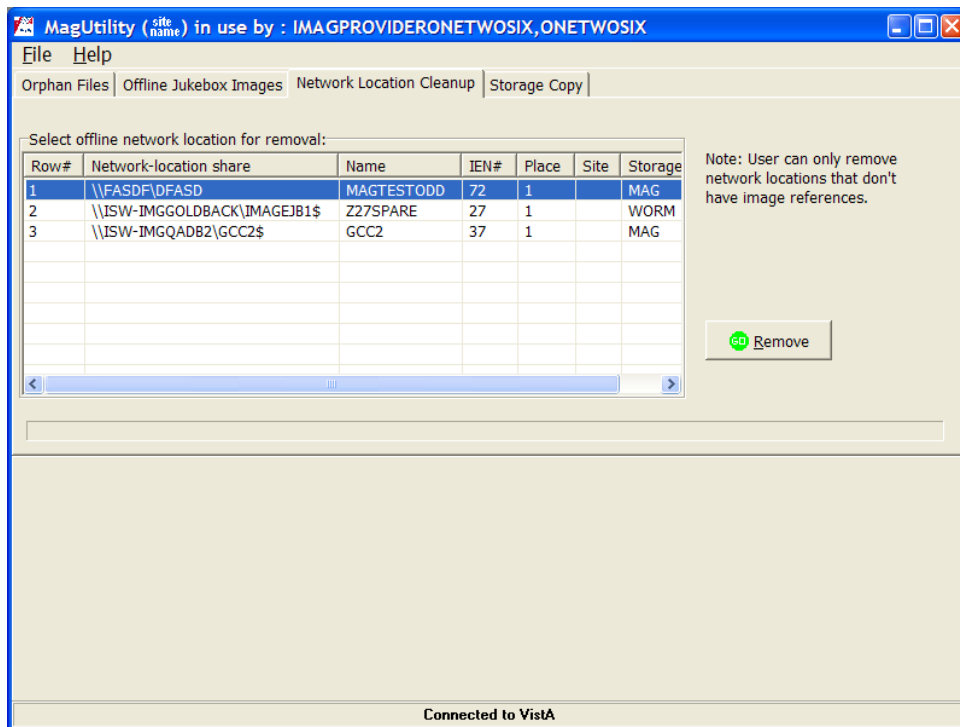 MagUtility (site name) in use by : IMAGPROVIDERONETWOSIX,ONETWOSIX
File Help
Orphan Files Offline Jukebox Images Network Location Cleanup Storage Copy
Select offline network location for removal:
Row# Network-location share Name IEN# Place Site Storage
1 \\FASDF\DFASD MAGTESTODD 72 1 MAG
2 \\ISW-IMGGOLDBACK\IMAGEJB1$ Z27SPARE 27 1 WORM
3 \\ISW-IMGQADB2\GCC2$ GCC2 37 1 MAG
Note: User can only remove
network locations that don't
have image references.
GO Remove
Connected to VistA